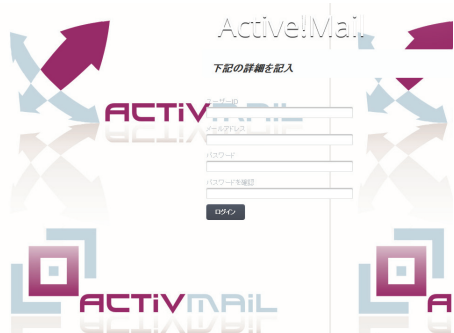 Active!Mail
下記の詳細を記入
ユーザーID
ACTiVMAiL
メールアドレス
パスワード
パスワードを確認
ログイン
ACTiVMAiL
A